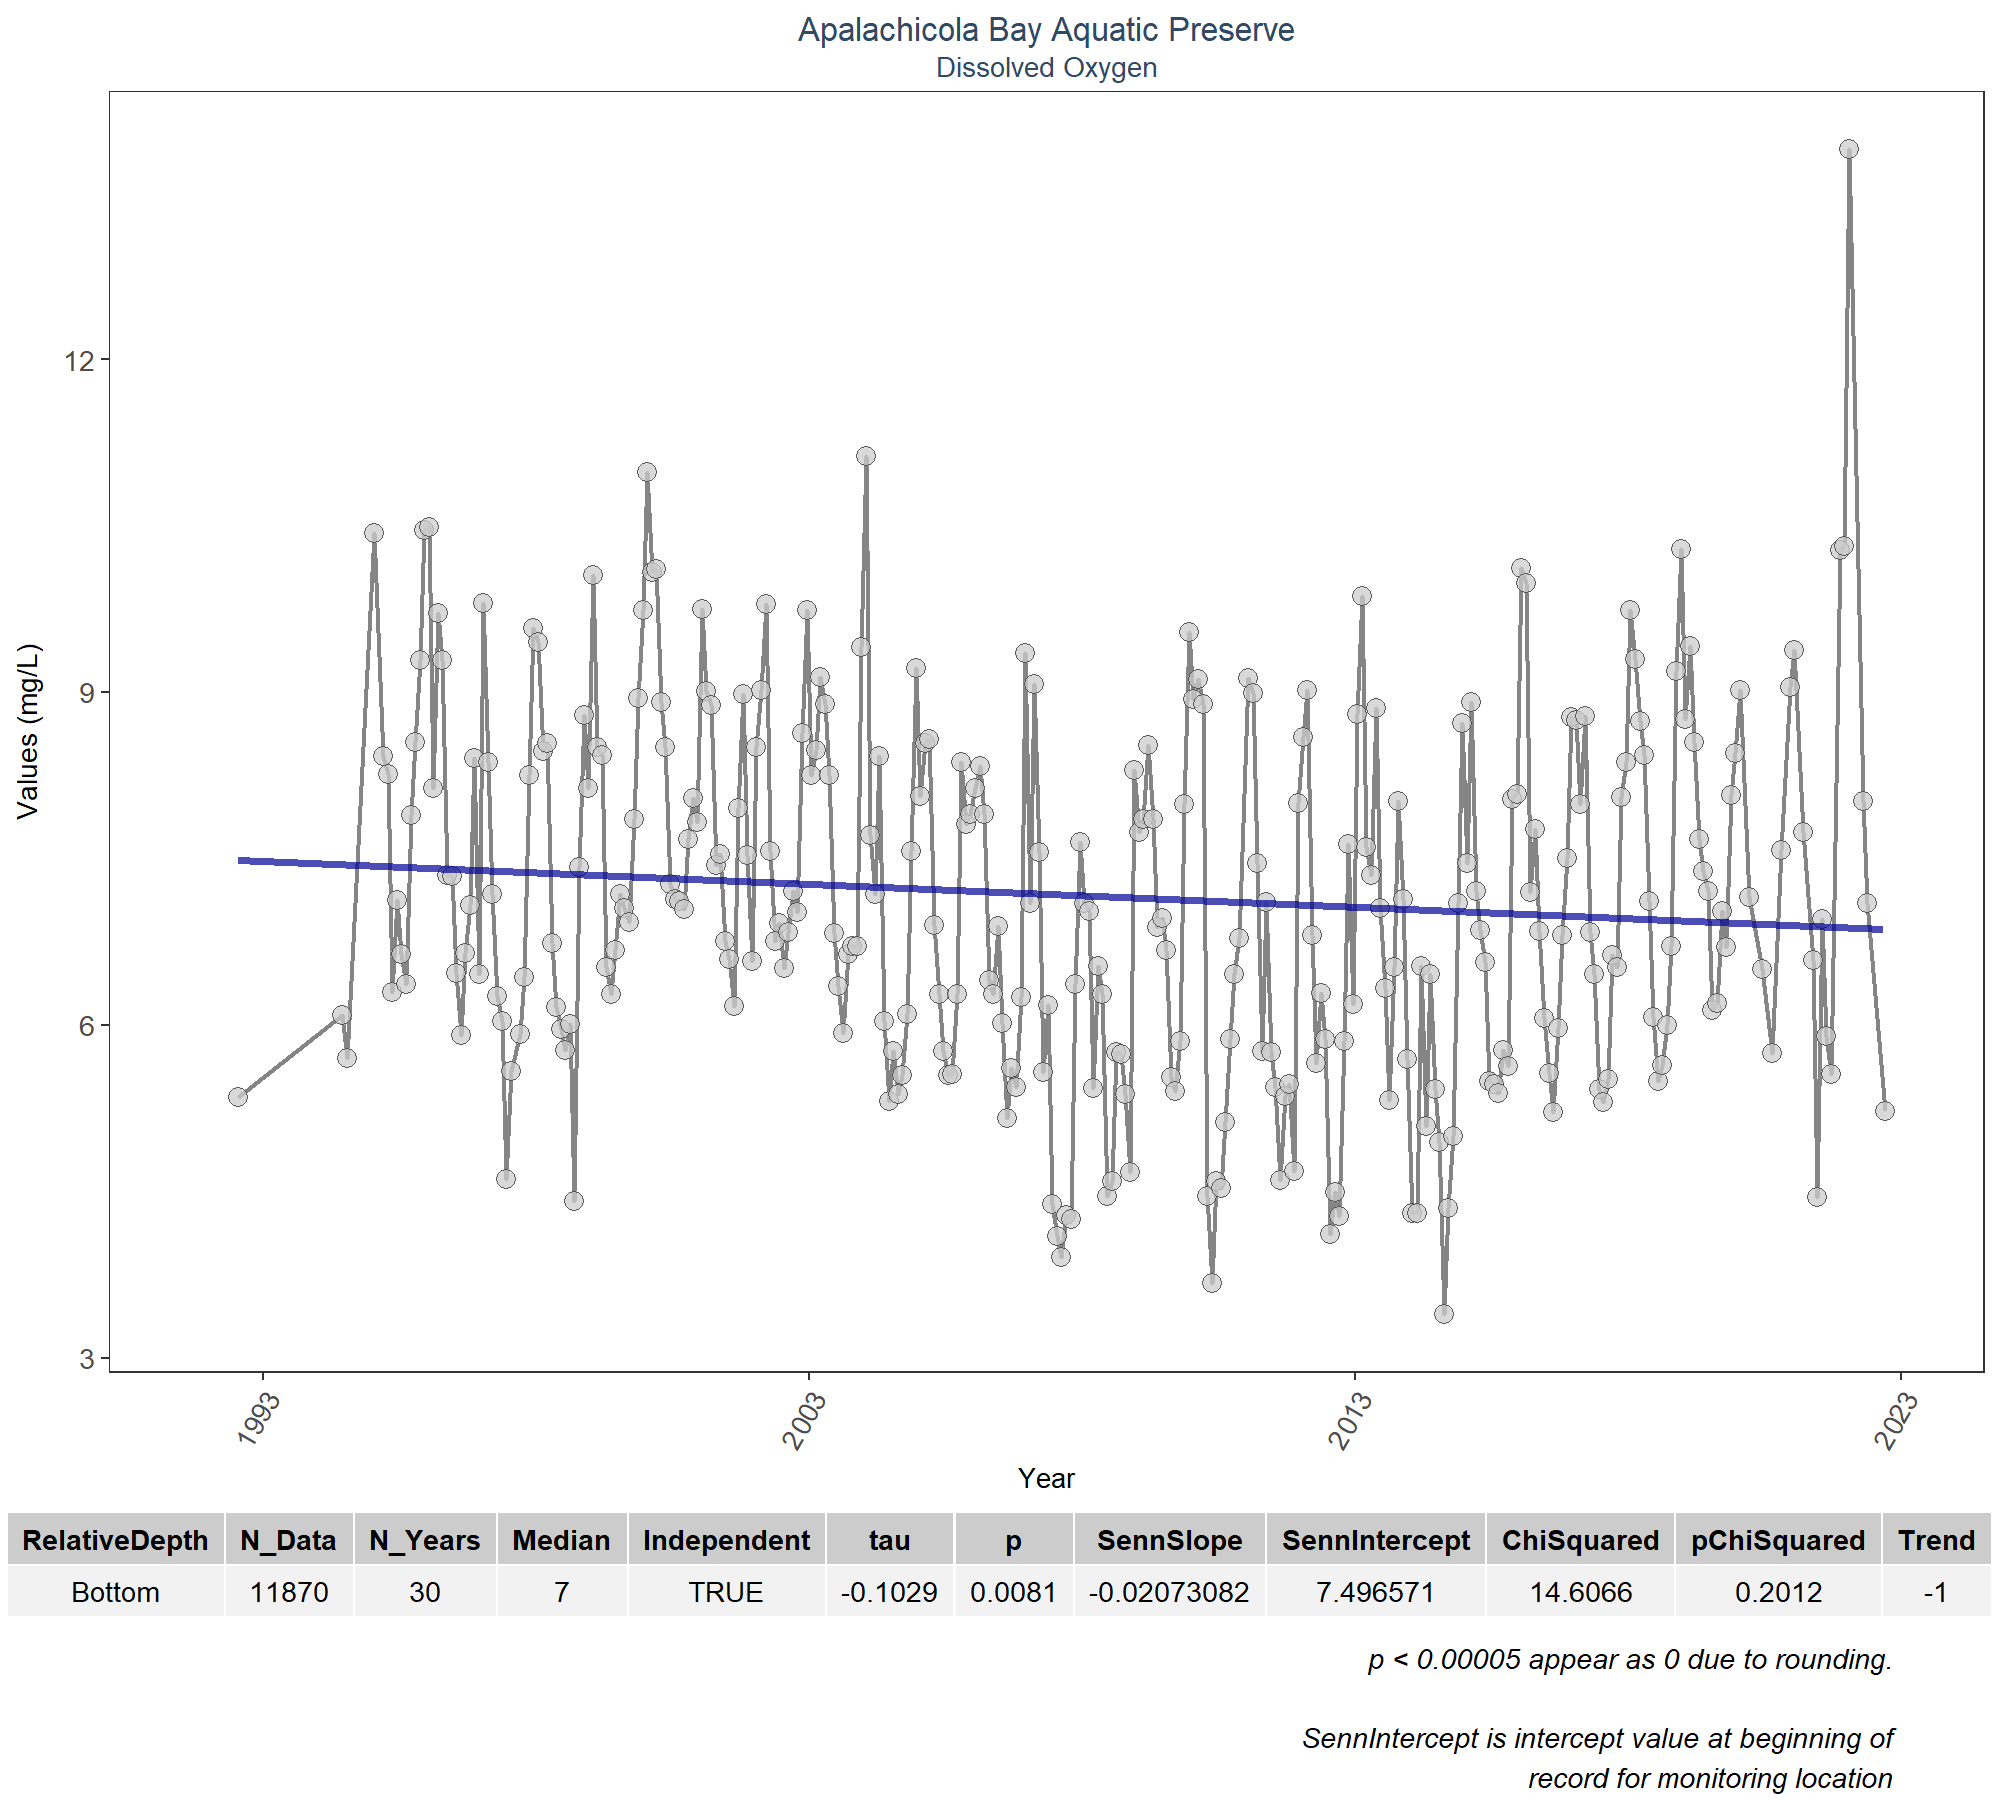 Apalachicola Bay Aquatic Preserve
Dissolved Oxygen
Values (mg/L)
12
9
6
3
1993
2003
2013
2023
Year
RelativeDepth N_Data N_Years Median Independent tau p SennSlope SennIntercept ChiSquared pChiSquared Trend
Bottom 11870 30 7 TRUE -0.1029 0.0081 -0.02073082 7.496571 14.6066 0.2012 -1
p < 0.00005 appear as 0 due to rounding.
SennIntercept is intercept value at beginning of
record for monitoring location